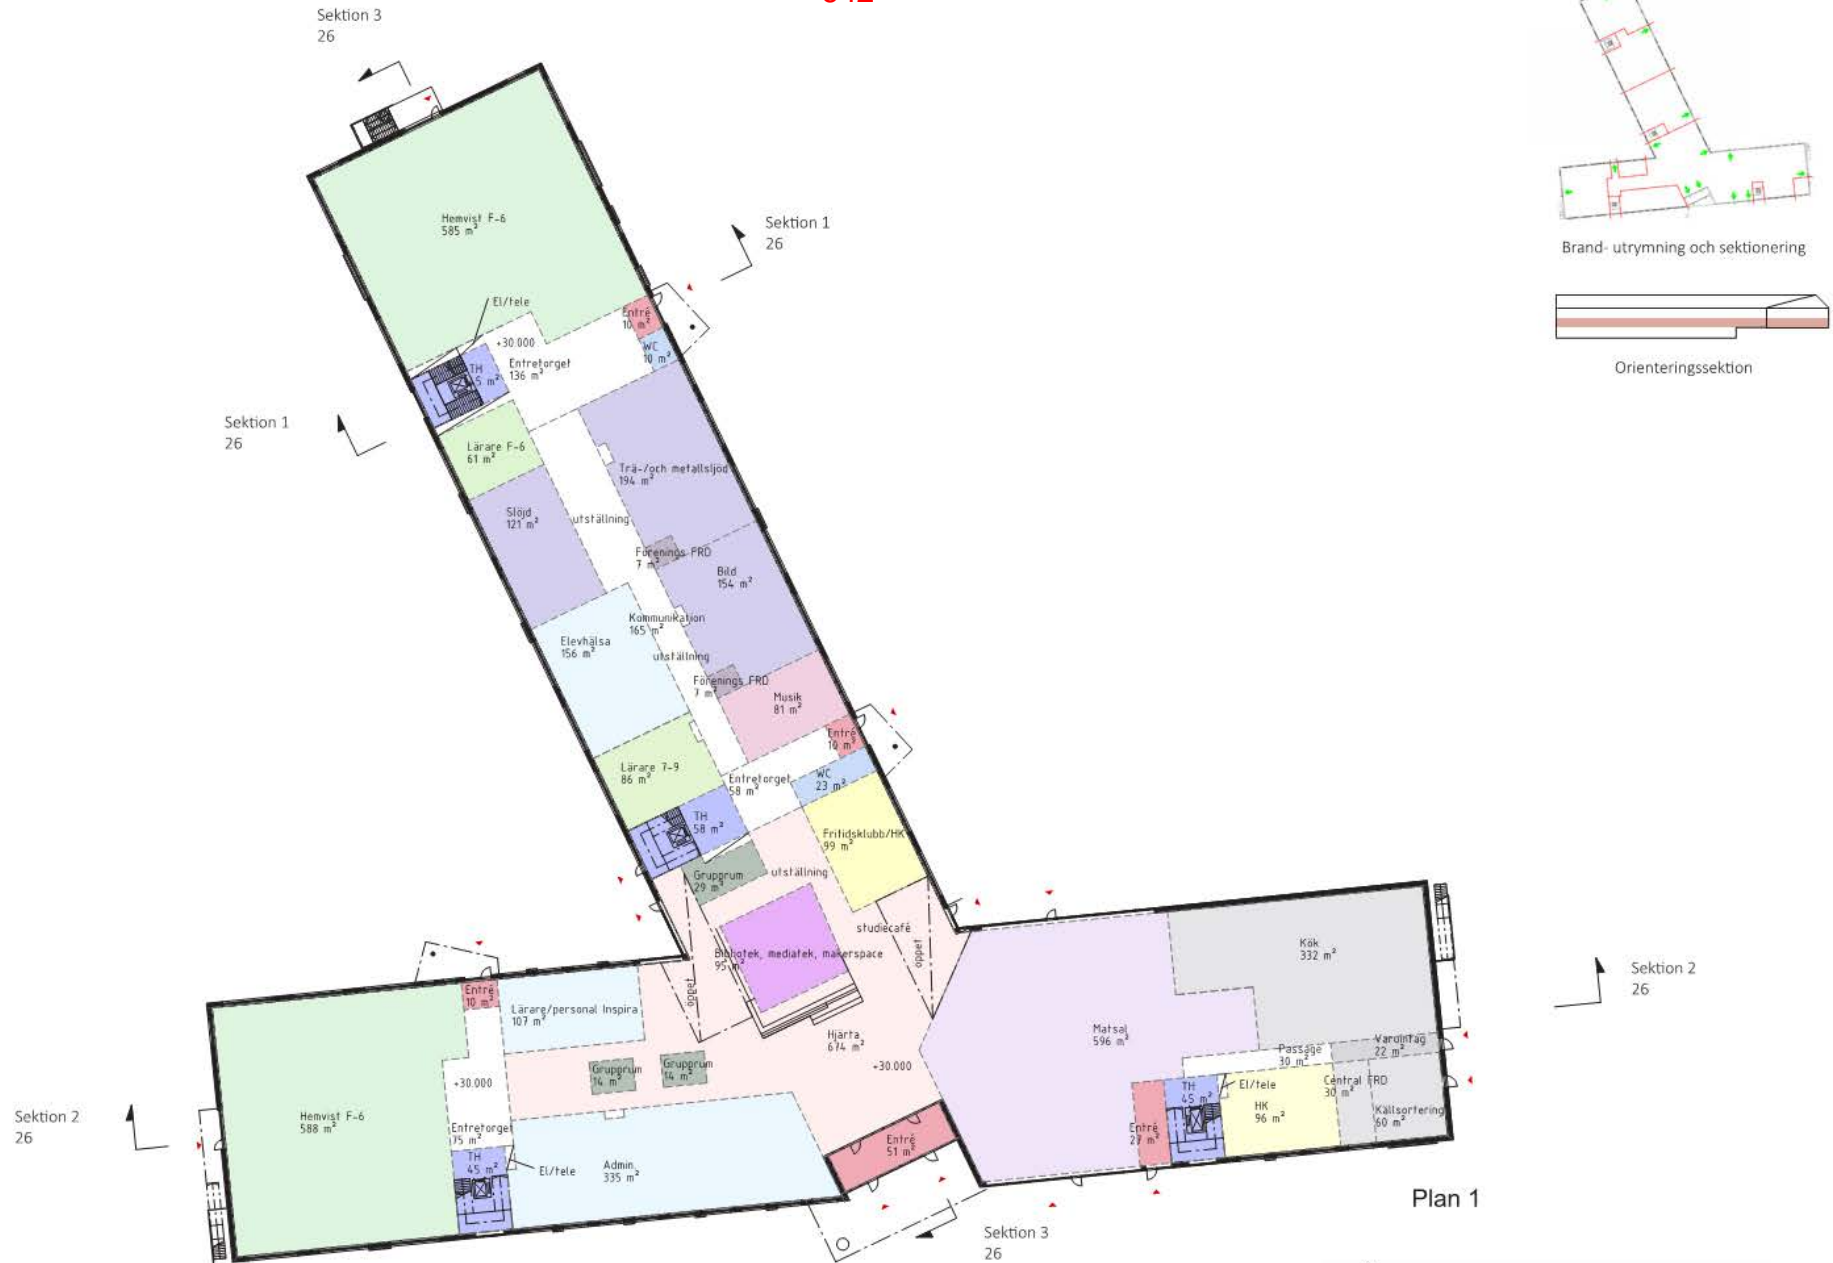 Sektion 3
26
Sektion 1
26
Brand- utrymning och sektionering
Orienteringssektion
Hemvist F-6
585 m²
El/tele
Entré
10 m²
+30.000
WC
10 m²
Entretorget
136 m²
TH
Sektion 1
26
Lärare F-6
61 m²
Trä-/och metallsljöd
194 m²
Slöjd
121 m²
utställning
Förenings FRD
7 m²
Bild
154 m²
Kommunikation
165 m²
Elevhälsa
156 m²
utställning
Förenings FRD
7 m²
Musik
81 m²
Entré
10 m²
Lärare 7-9
86 m²
Entretorget
58 m²
WC
23 m²
TH
58 m²
Fritidsklubb/HK
99 m²
Grupprum
29 m²
utställning
studiecafé
öppet
Bibliotek, mediatek, makerspace
95 m²
öppet
Kök
332 m²
Sektion 2
26
Entré
10 m²
Lärare/personal Inspira
107 m²
Hjärta
674 m²
Matsal
596 m²
Varuintag
22 m²
Passage
30 m²
Grupprum
14 m²
Grupprum
14 m²
+30.000
+30.000
TH
45 m²
El/tele
Central FRD
30 m²
HK
96 m²
Källsortering
60 m²
Sektion 2
26
Hemvist F-6
588 m²
Entretorget
75 m²
Entré
27 m²
Entré
51 m²
TH
45 m²
El/tele
Admin.
335 m²
Plan 1
Sektion 3
26